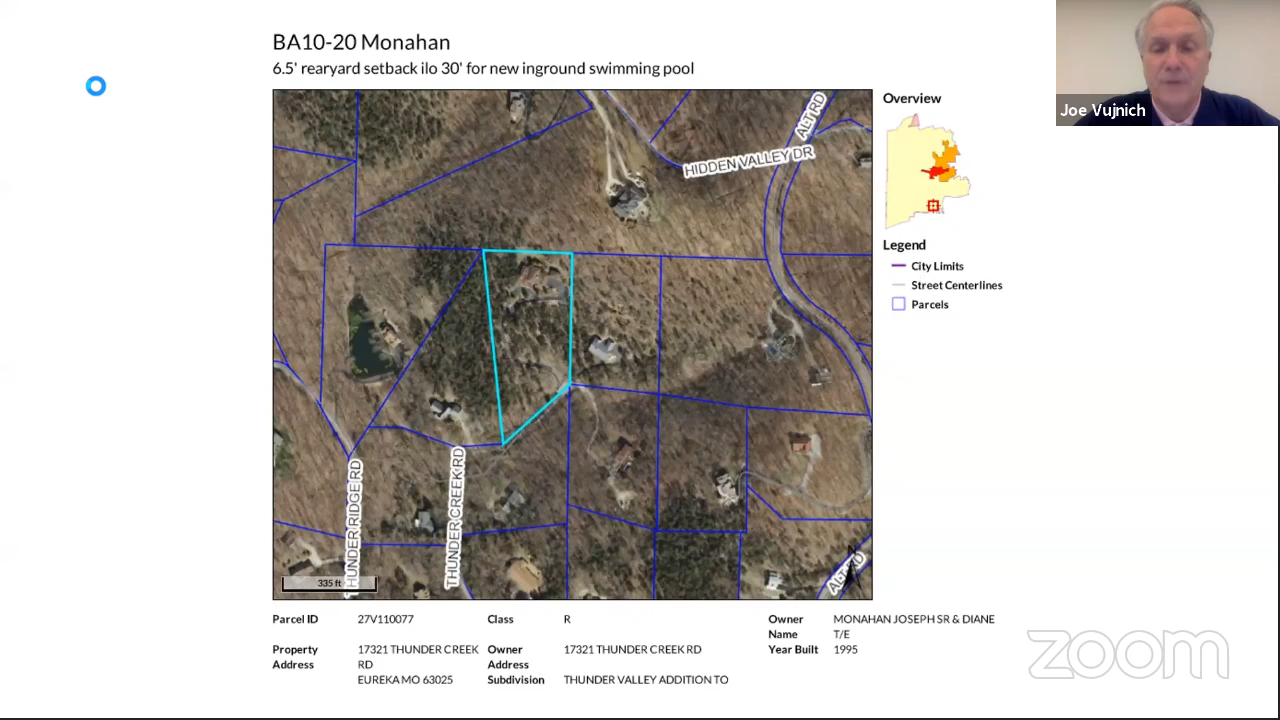 BA10-20 Monahan
6.5' rearyard setback ilo 30' for new inground swimming pool
Joe Vujnich
ALT RD
HIDDEN VALLEY DR
THUNDER RIDGE RD
THUNDER CREEK RD
ALT RD
335 ft
Overview
Legend
City Limits
Street Centerlines
Parcels
Parcel ID 27V110077 Class R Owner MONAHAN JOSEPH SR & DIANE
Name T/E
Property 17321 THUNDER CREEK Owner 17321 THUNDER CREEK RD Year Built 1995
Address RD Address
EUREKA MO 63025 Subdivision THUNDER VALLEY ADDITION TO
zoom